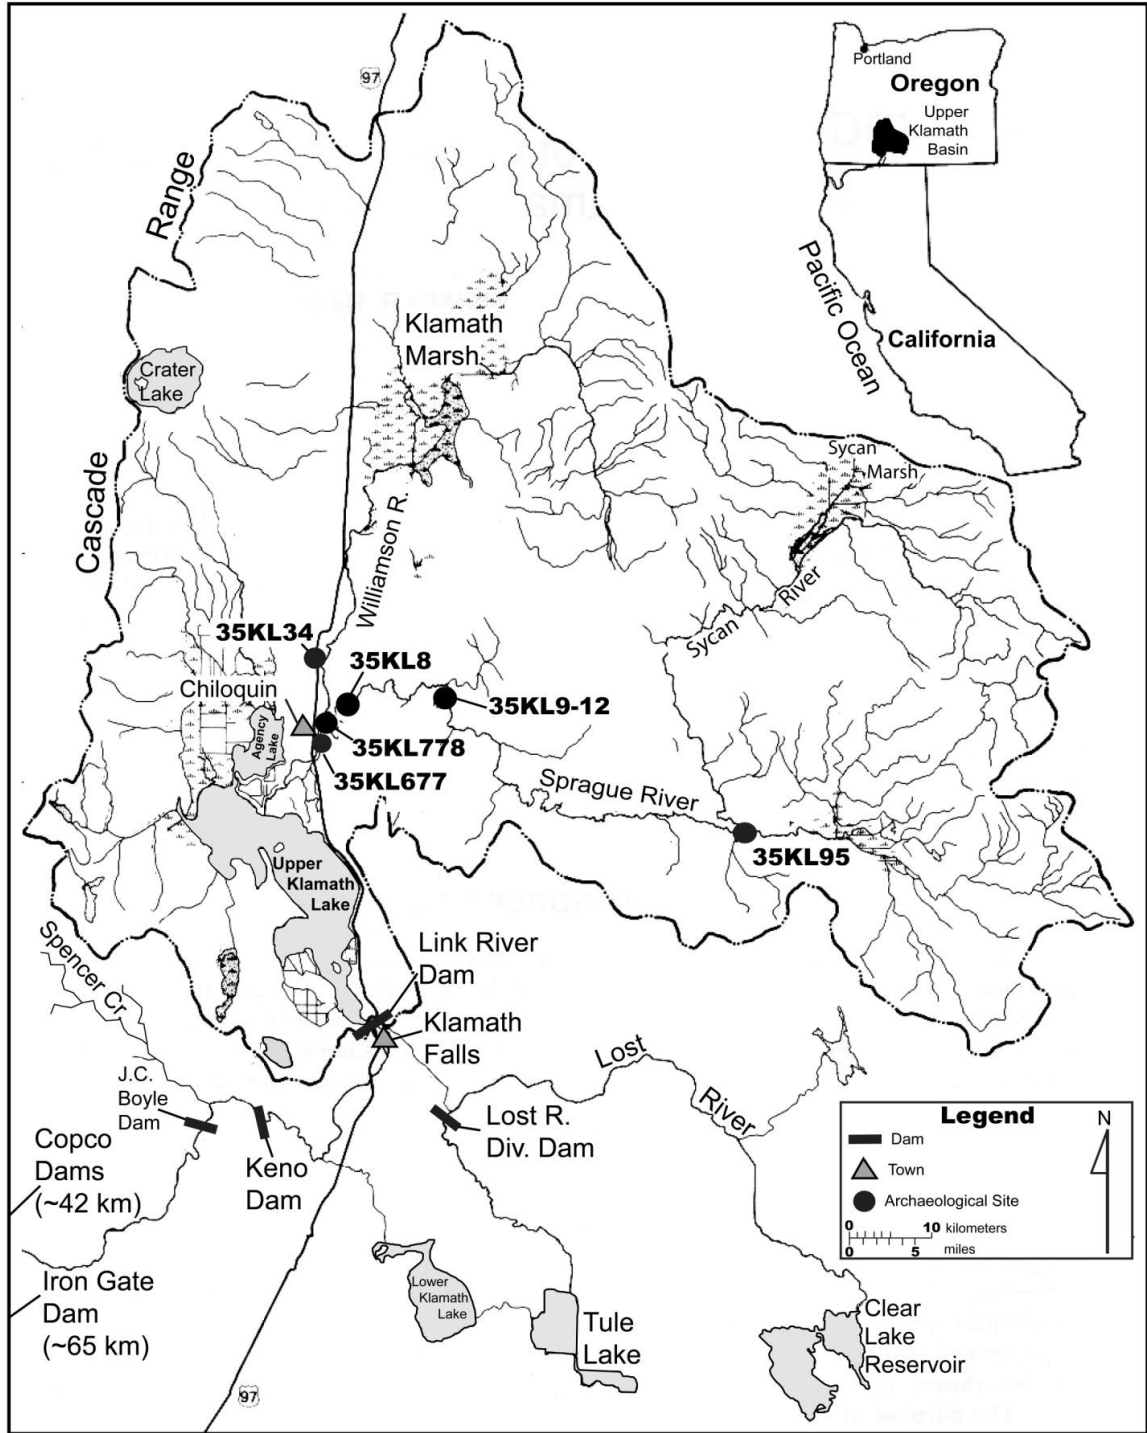 97
Portland
Oregon
Upper
Klamath
Basin
Range
Pacific Ocean
California
Klamath
Marsh
Crater
Lake
Sycan
Marsh
Cascade
Williamson R.
Sycan
River
35KL34
35KL8
Chiloquin
35KL9-12
Agency
Lake
35KL778
35KL677
Sprague River
35KL95
Upper
Klamath
Lake
Spencer Cr
Link River
Dam
Klamath
Falls
Lost
River
J.C.
Boyle
Dam
Lost R.
Div. Dam
Copco
Dams
(~42 km)
Keno
Dam
Legend
N
Dam
Town
Archaeological Site
0 10 kilometers
0 5 miles
Iron Gate
Dam
(~65 km)
Lower
Klamath
Lake
Tule
Lake
Clear
Lake
Reservoir
97